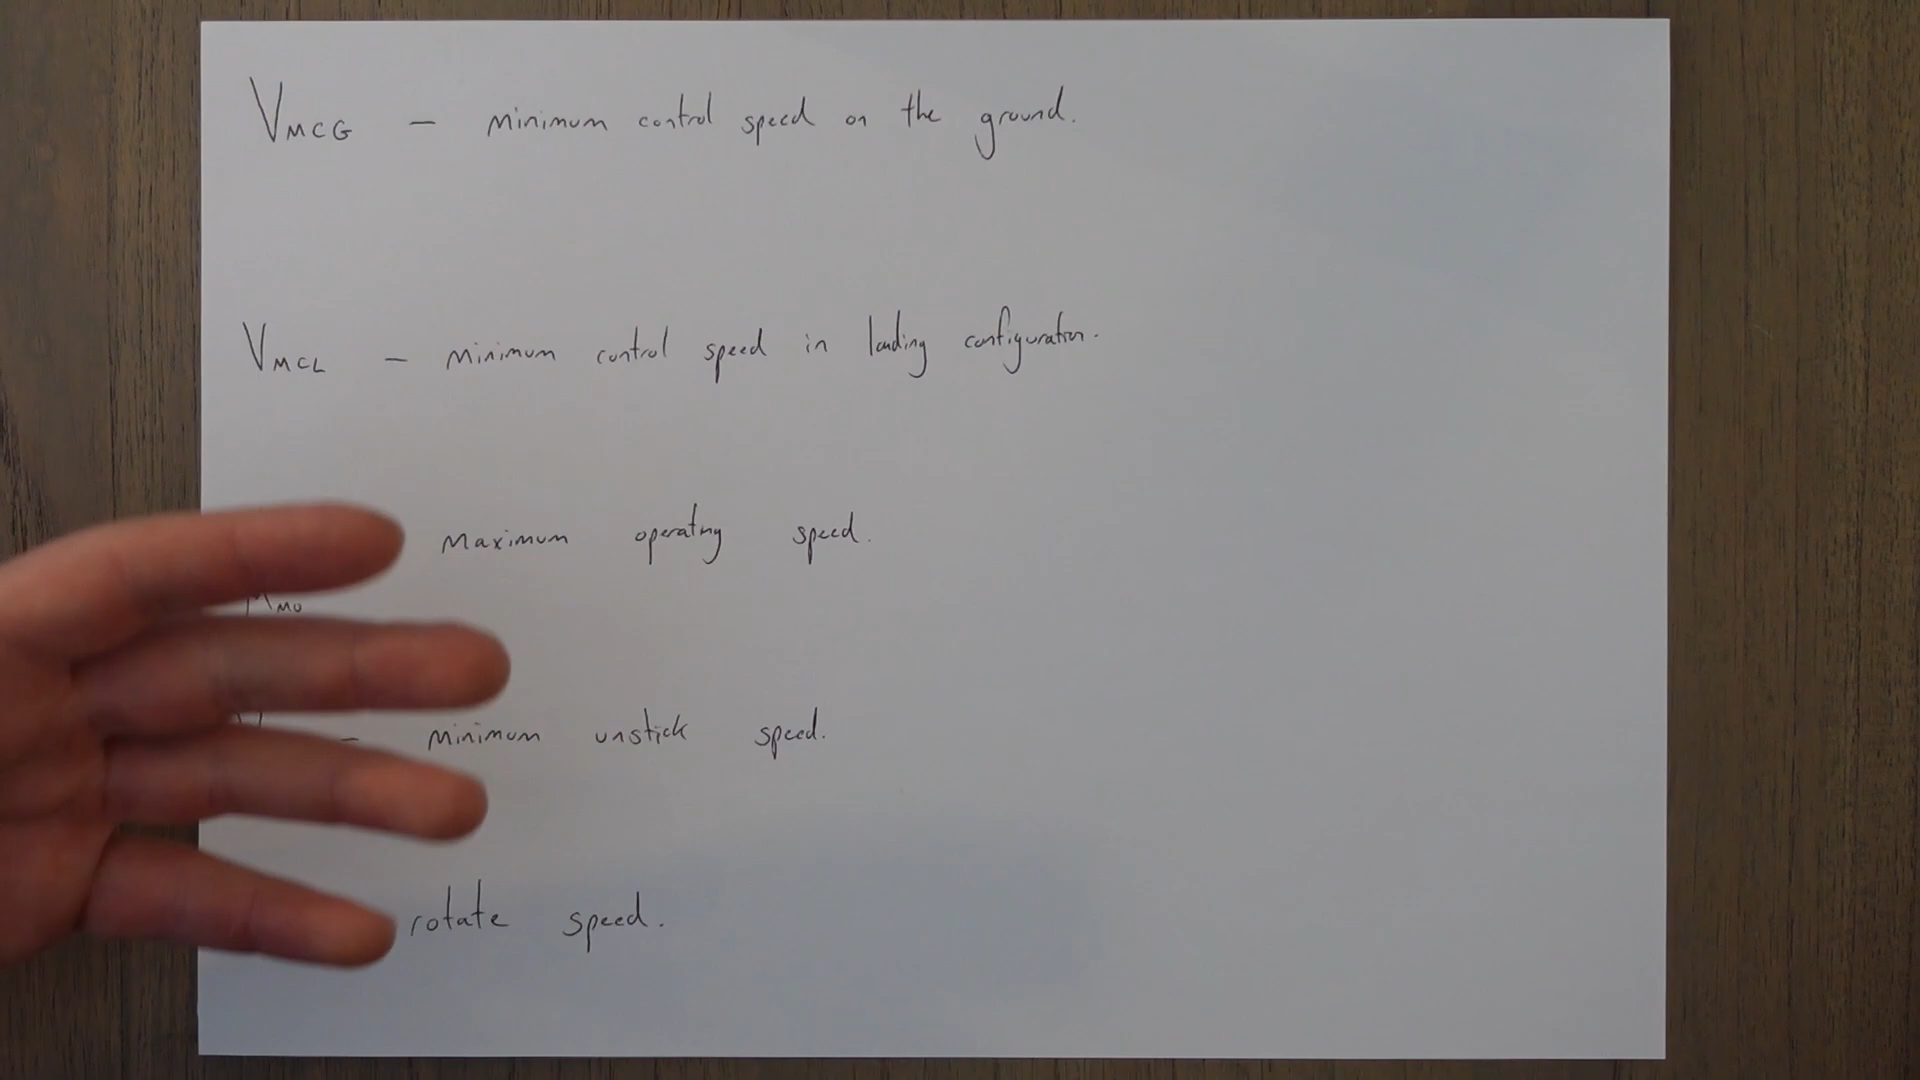 VMCG – minimum control speed on the ground.
VMCL – minimum control speed in landing configuration.
maximum operating speed.
MMO
– minimum unstick speed.
rotate speed.